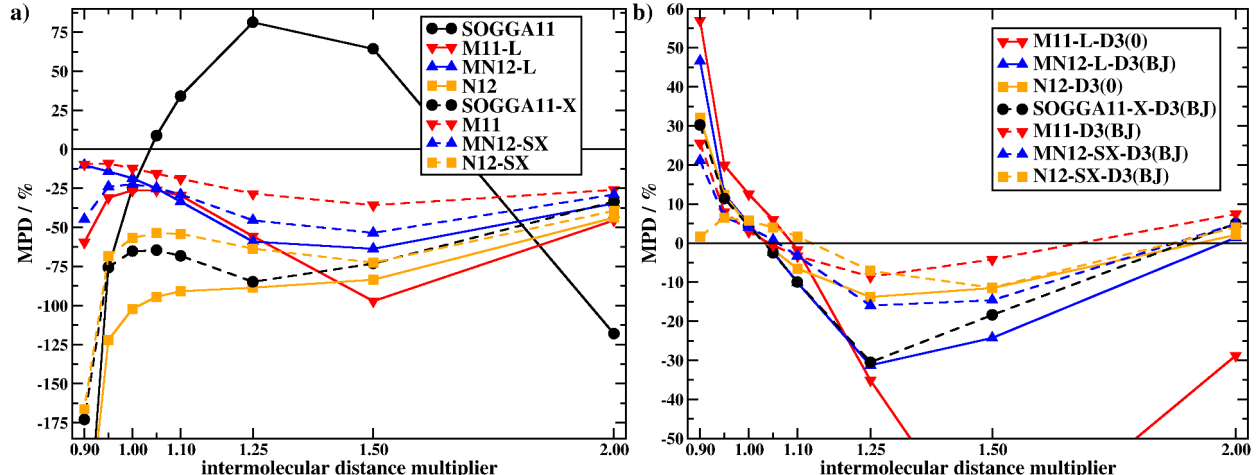 a)
MPD / %
75
50
25
0
-25
-50
-75
-100
-125
-150
-175
SOGGA11
M11-L
MN12-L
N12
SOGGA11-X
M11
MN12-SX
N12-SX
0.90
1.00
1.10
1.25
1.50
2.00
intermolecular distance multiplier
b)
MPD / %
60
50
40
30
20
10
0
-10
-20
-30
-40
-50
M11-L-D3(0)
MN12-L-D3(BJ)
N12-D3(0)
SOGGA11-X-D3(BJ)
M11-D3(BJ)
MN12-SX-D3(BJ)
N12-SX-D3(BJ)
0.90
1.00
1.10
1.25
1.50
2.00
intermolecular distance multiplier